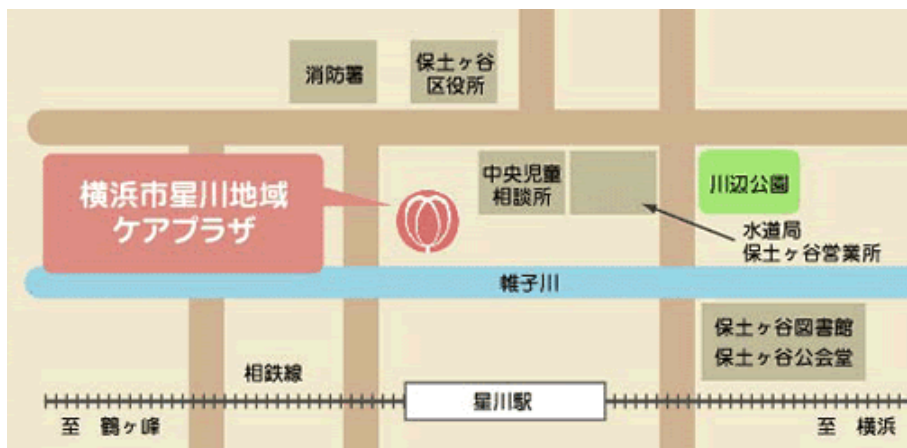 消防署
保土ヶ谷
区役所
横浜市星川地域
ケアプラザ
中央児童
相談所
川辺公園
水道局
保土ヶ谷営業所
帷子川
保土ヶ谷図書館
保土ヶ谷公会堂
相鉄線
星川駅
至 鶴ヶ峰
至 横浜